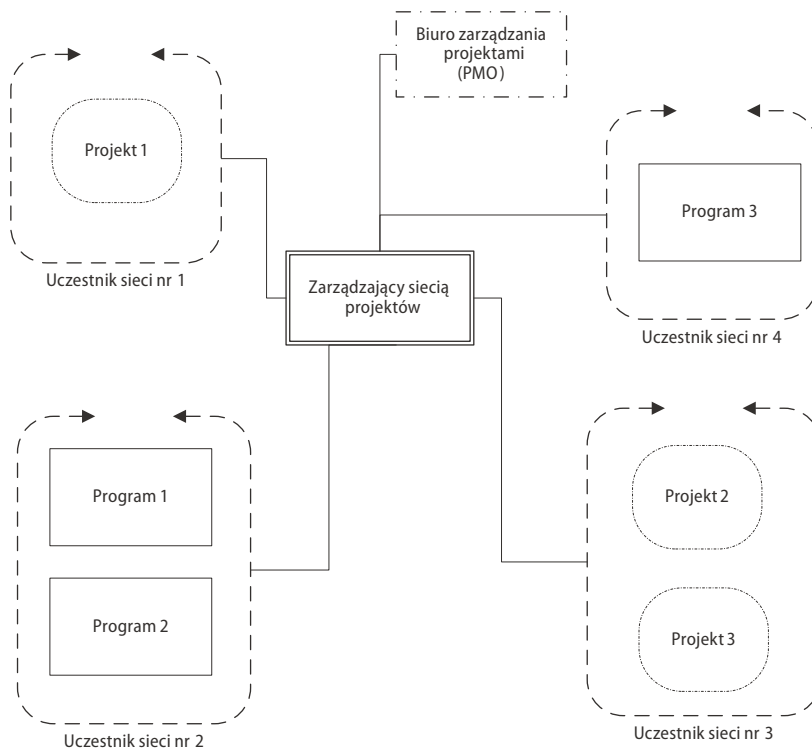 Biuro zarządzania
projektami
(PMO)
Projekt 1
Program 3
Uczestnik sieci nr 1
Zarządzający siecią
projektów
Uczestnik sieci nr 4
Program 1
Projekt 2
Program 2
Projekt 3
Uczestnik sieci nr 2
Uczestnik sieci nr 3